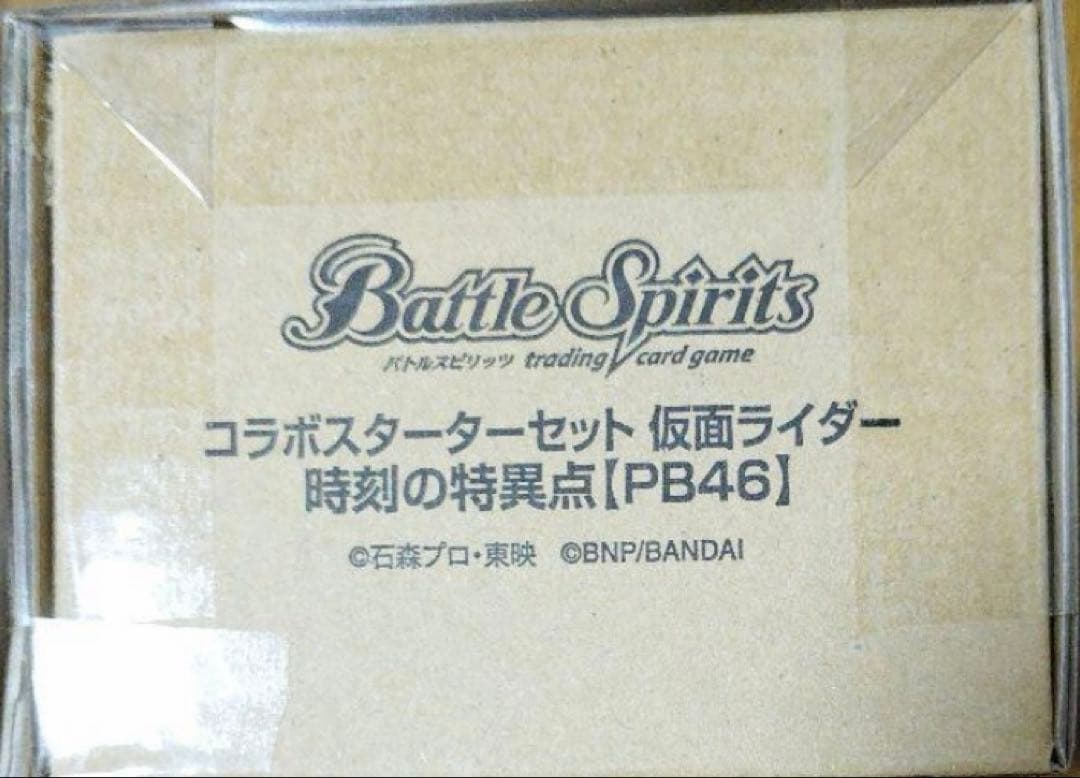 Battle Spirits
バトルスピリッツ trading card game
コラボスターターセット 仮面ライダー
時刻の特異点【PB46】
©石森プロ・東映 ©BNP/BANDAI